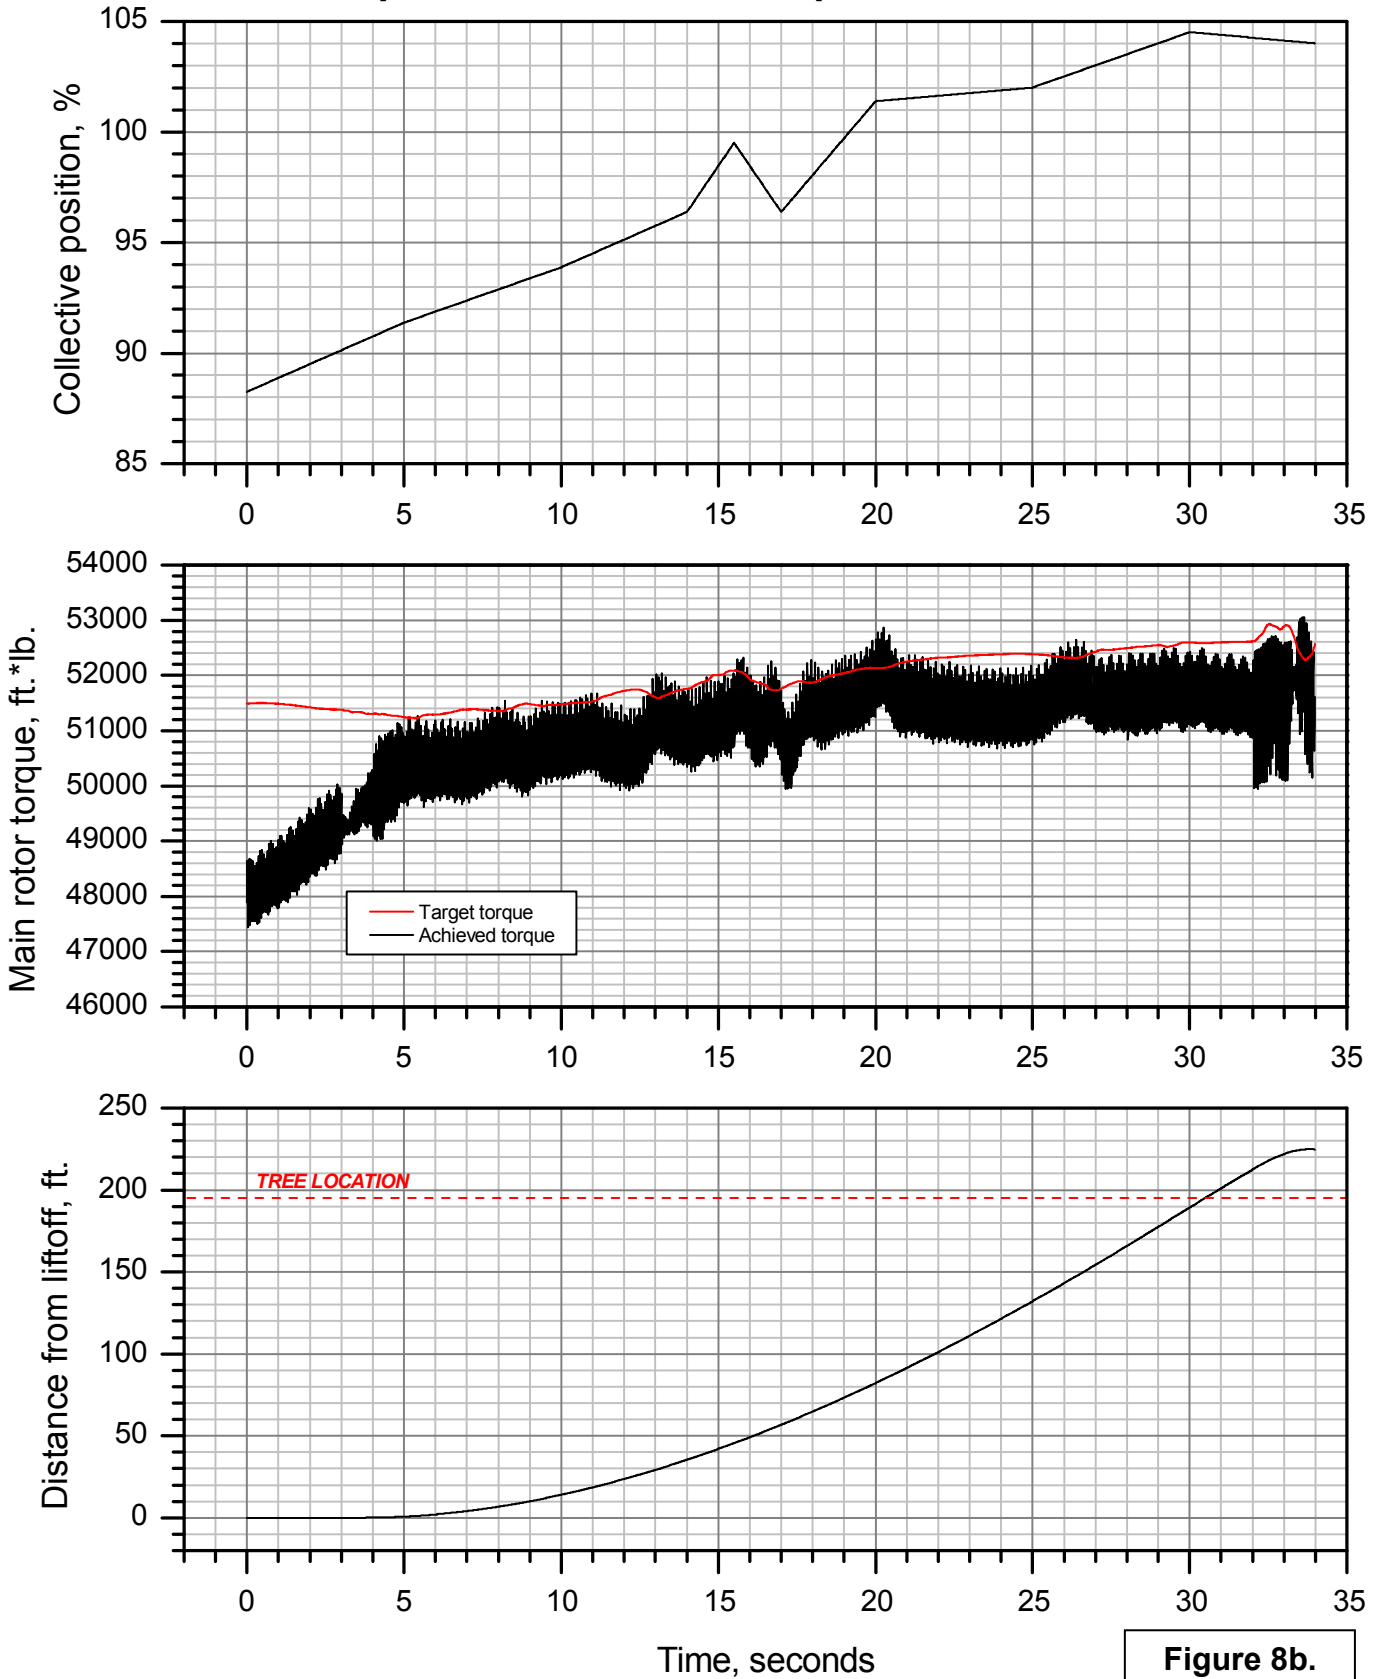 105
100
95
90
85
Collective position, %
0 5 10 15 20 25 30 35
54000
53000
52000
51000
50000
49000
48000
47000
46000
Main rotor torque, ft.*lb.
Target torque
Achieved torque
0 5 10 15 20 25 30 35
250
200
150
100
50
0
Distance from liftoff, ft.
TREE LOCATION
0 5 10 15 20 25 30 35
Time, seconds
Figure 8b.